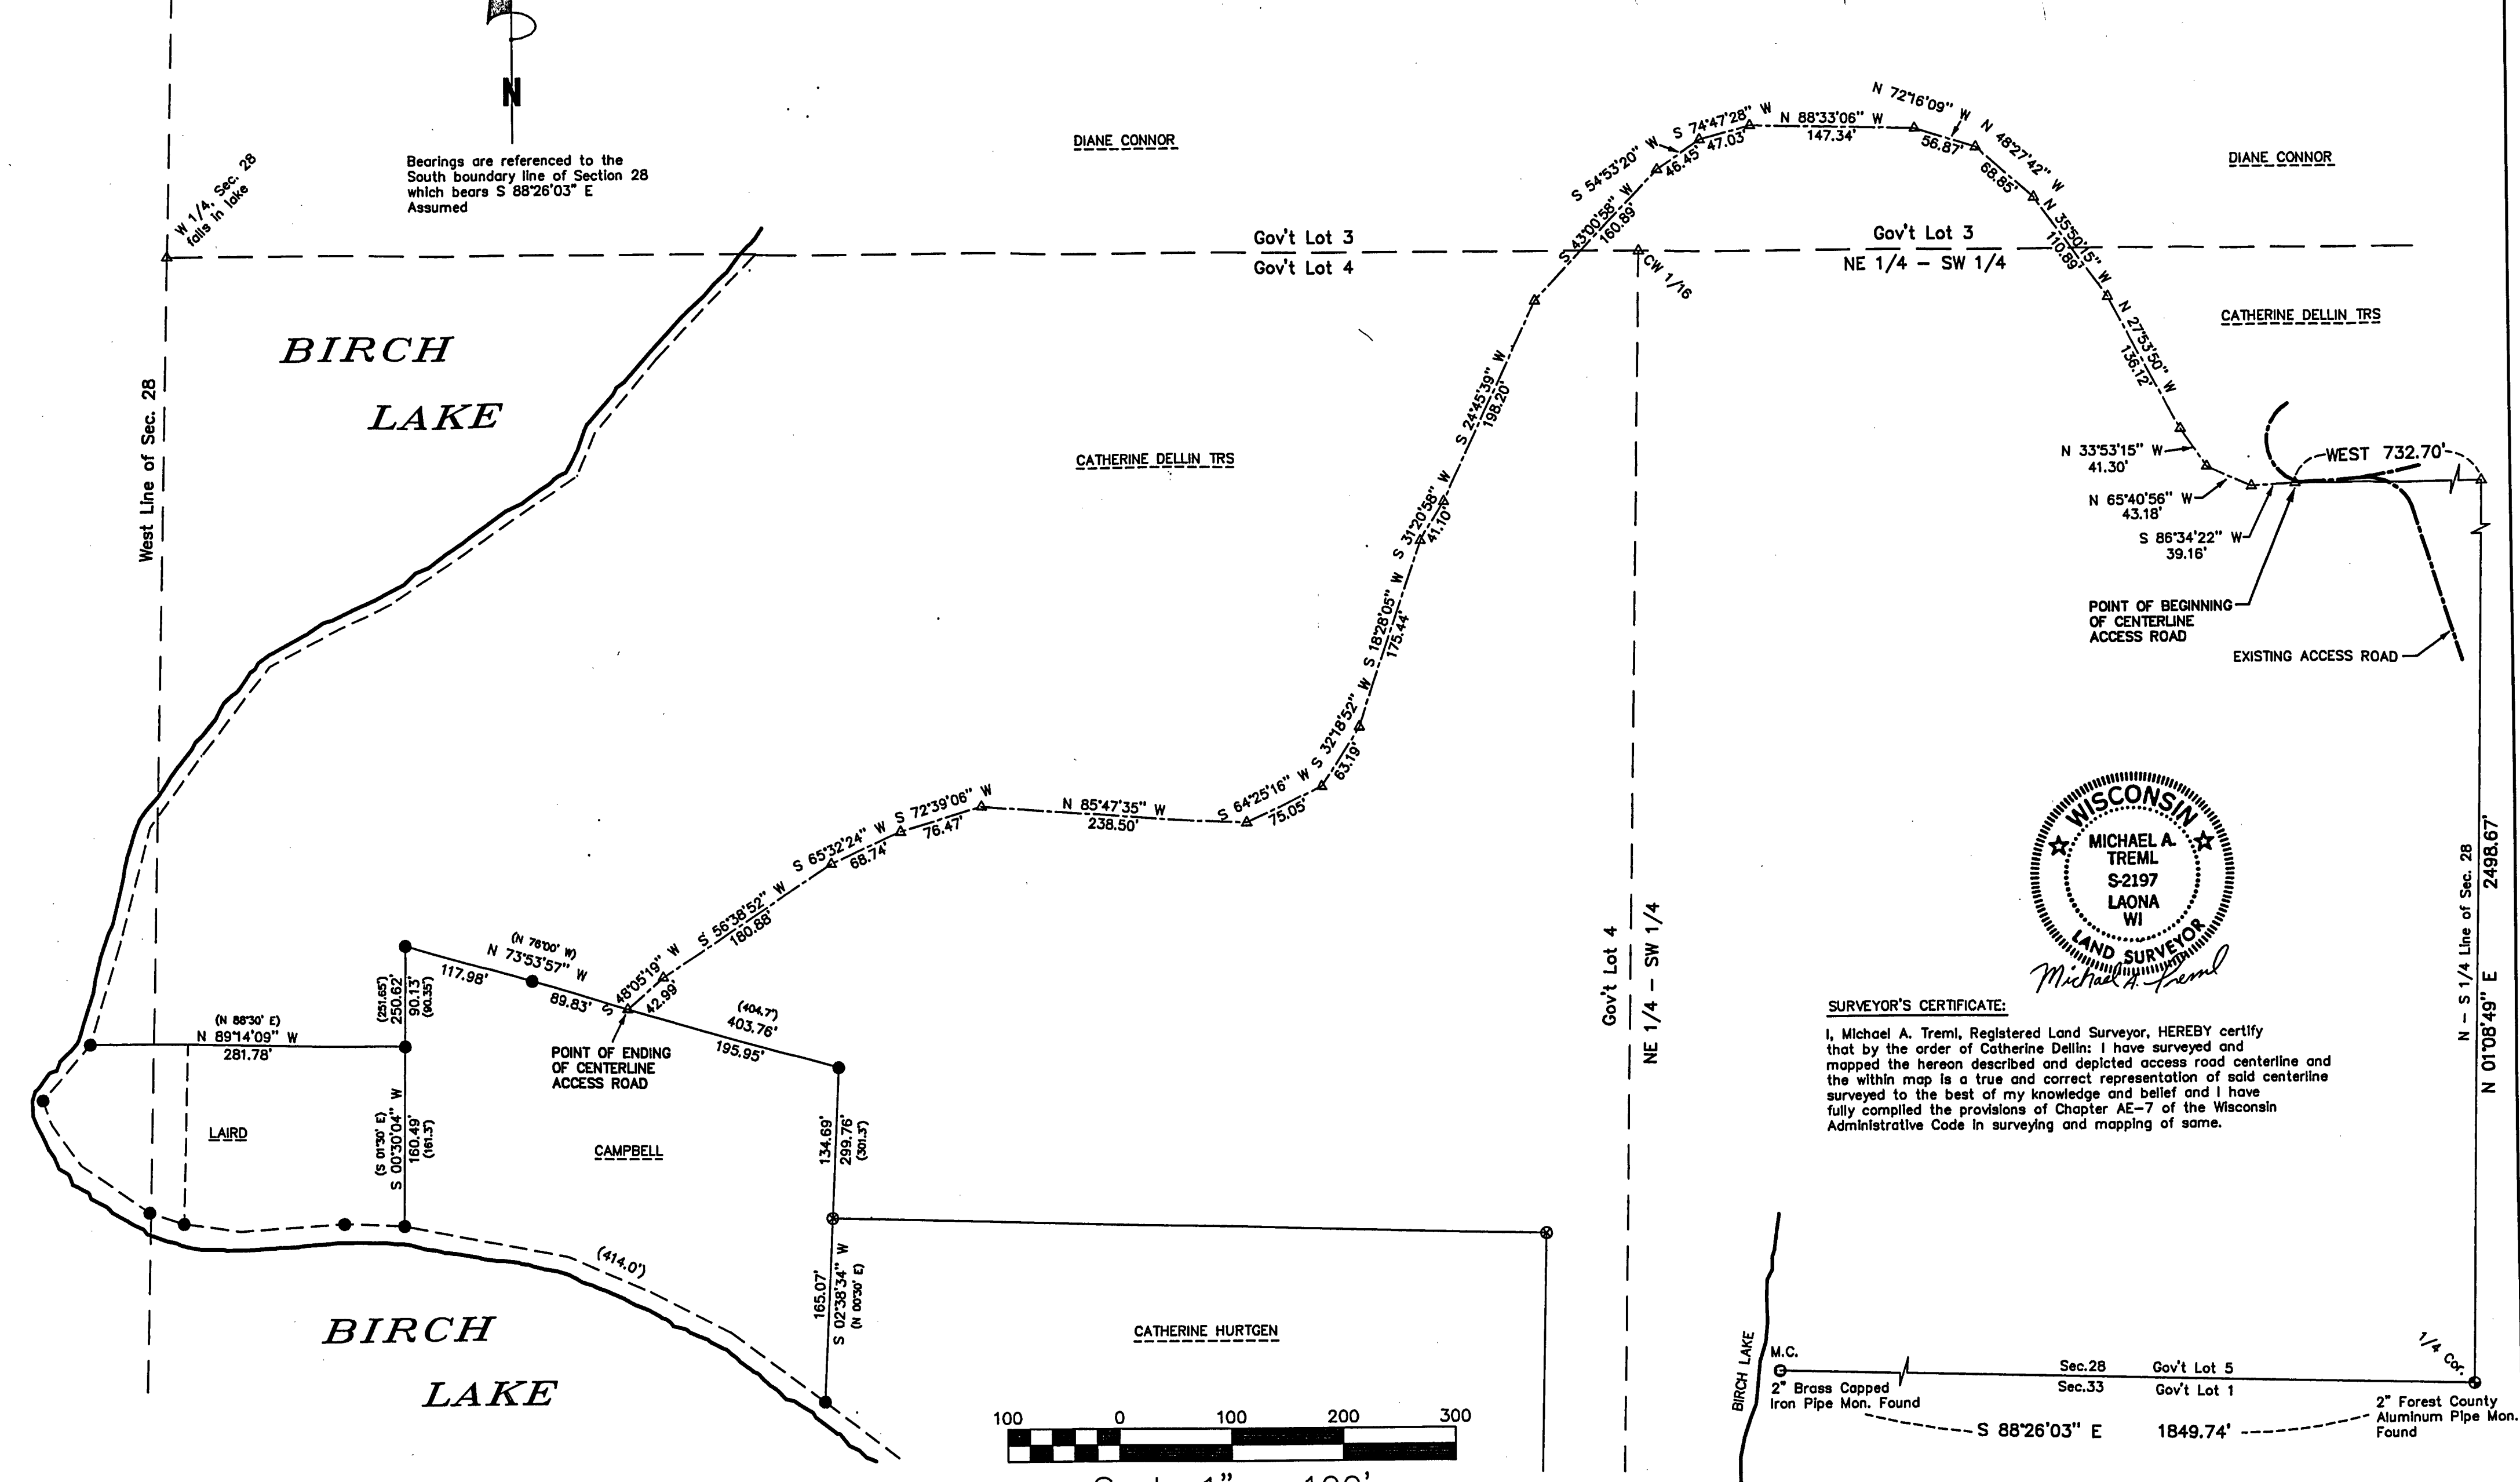 N
Bearings are referenced to the
South boundary line of Section 28
which bears S 88°26'03" E
Assumed
W 1/4, Sec. 28
falls in lake
West Line of Sec. 28
BIRCH
LAKE
DIANE CONNOR
Gov't Lot 3
Gov't Lot 4
CATHERINE DELLIN TRS
S 54°53'20" W
46.45'
S 74°47'28" W
47.03'
N 88°33'06" W
147.34'
N 72°16'09" W
56.87'
N 48°27'42" W
68.85'
DIANE CONNOR
S 43°00'58" W
160.89'
CW 1/16
Gov't Lot 3
NE 1/4 - SW 1/4
N 35°50'15" W
110.89'
CATHERINE DELLIN TRS
N 27°53'50" W
136.12'
N 33°53'15" W
41.30'
N 65°40'56" W
43.18'
S 86°34'22" W
39.16'
WEST 732.70'
POINT OF BEGINNING
OF CENTERLINE
ACCESS ROAD
EXISTING ACCESS ROAD
S 24°45'39" W
198.20'
S 31°20'58" W
41.10'
S 18°28'05" W
175.44'
S 32°18'52" W
63.19'
S 64°25'16" W
75.05'
N 85°47'35" W
238.50'
S 72°39'06" W
76.47'
S 65°32'24" W
68.74'
S 56°38'52" W
180.88'
S 48°05'19" W
42.99'
(N 76°00' W)
N 73°53'57" W
117.98'
89.83'
(404.7')
403.76'
195.95'
POINT OF ENDING
OF CENTERLINE
ACCESS ROAD
(251.65')
250.62'
90.13'
(90.35')
(N 88°30' E)
N 89°14'09" W
281.78'
(S 01°30' E)
S 00°30'04" W
160.49'
(161.3')
LAIRD
CAMPBELL
134.69'
299.76'
(301.3')
165.07'
S 02°38'34" W
(N 00°30' E)
(414.0')
BIRCH
LAKE
CATHERINE HURTGEN
Gov't Lot 4
NE 1/4 - SW 1/4
WISCONSIN
MICHAEL A.
TREML
S-2197
LAONA
WI
LAND SURVEYOR
Michael A. Treml
SURVEYOR'S CERTIFICATE:
I, Michael A. Treml, Registered Land Surveyor, HEREBY certify
that by the order of Catherine Dellin: I have surveyed and
mapped the hereon described and depicted access road centerline and
the within map is a true and correct representation of said centerline
surveyed to the best of my knowledge and belief and I have
fully complied the provisions of Chapter AE-7 of the Wisconsin
Administrative Code in surveying and mapping of same.
N - S 1/4 Line of Sec. 28
N 01°08'49" E 2498.67'
BIRCH LAKE
M.C.
2" Brass Capped
Iron Pipe Mon. Found
Sec.28 Gov't Lot 5
Sec.33 Gov't Lot 1
1/4 Cor.
2" Forest County
Aluminum Pipe Mon.
Found
S 88°26'03" E 1849.74'
100 0 100 200 300